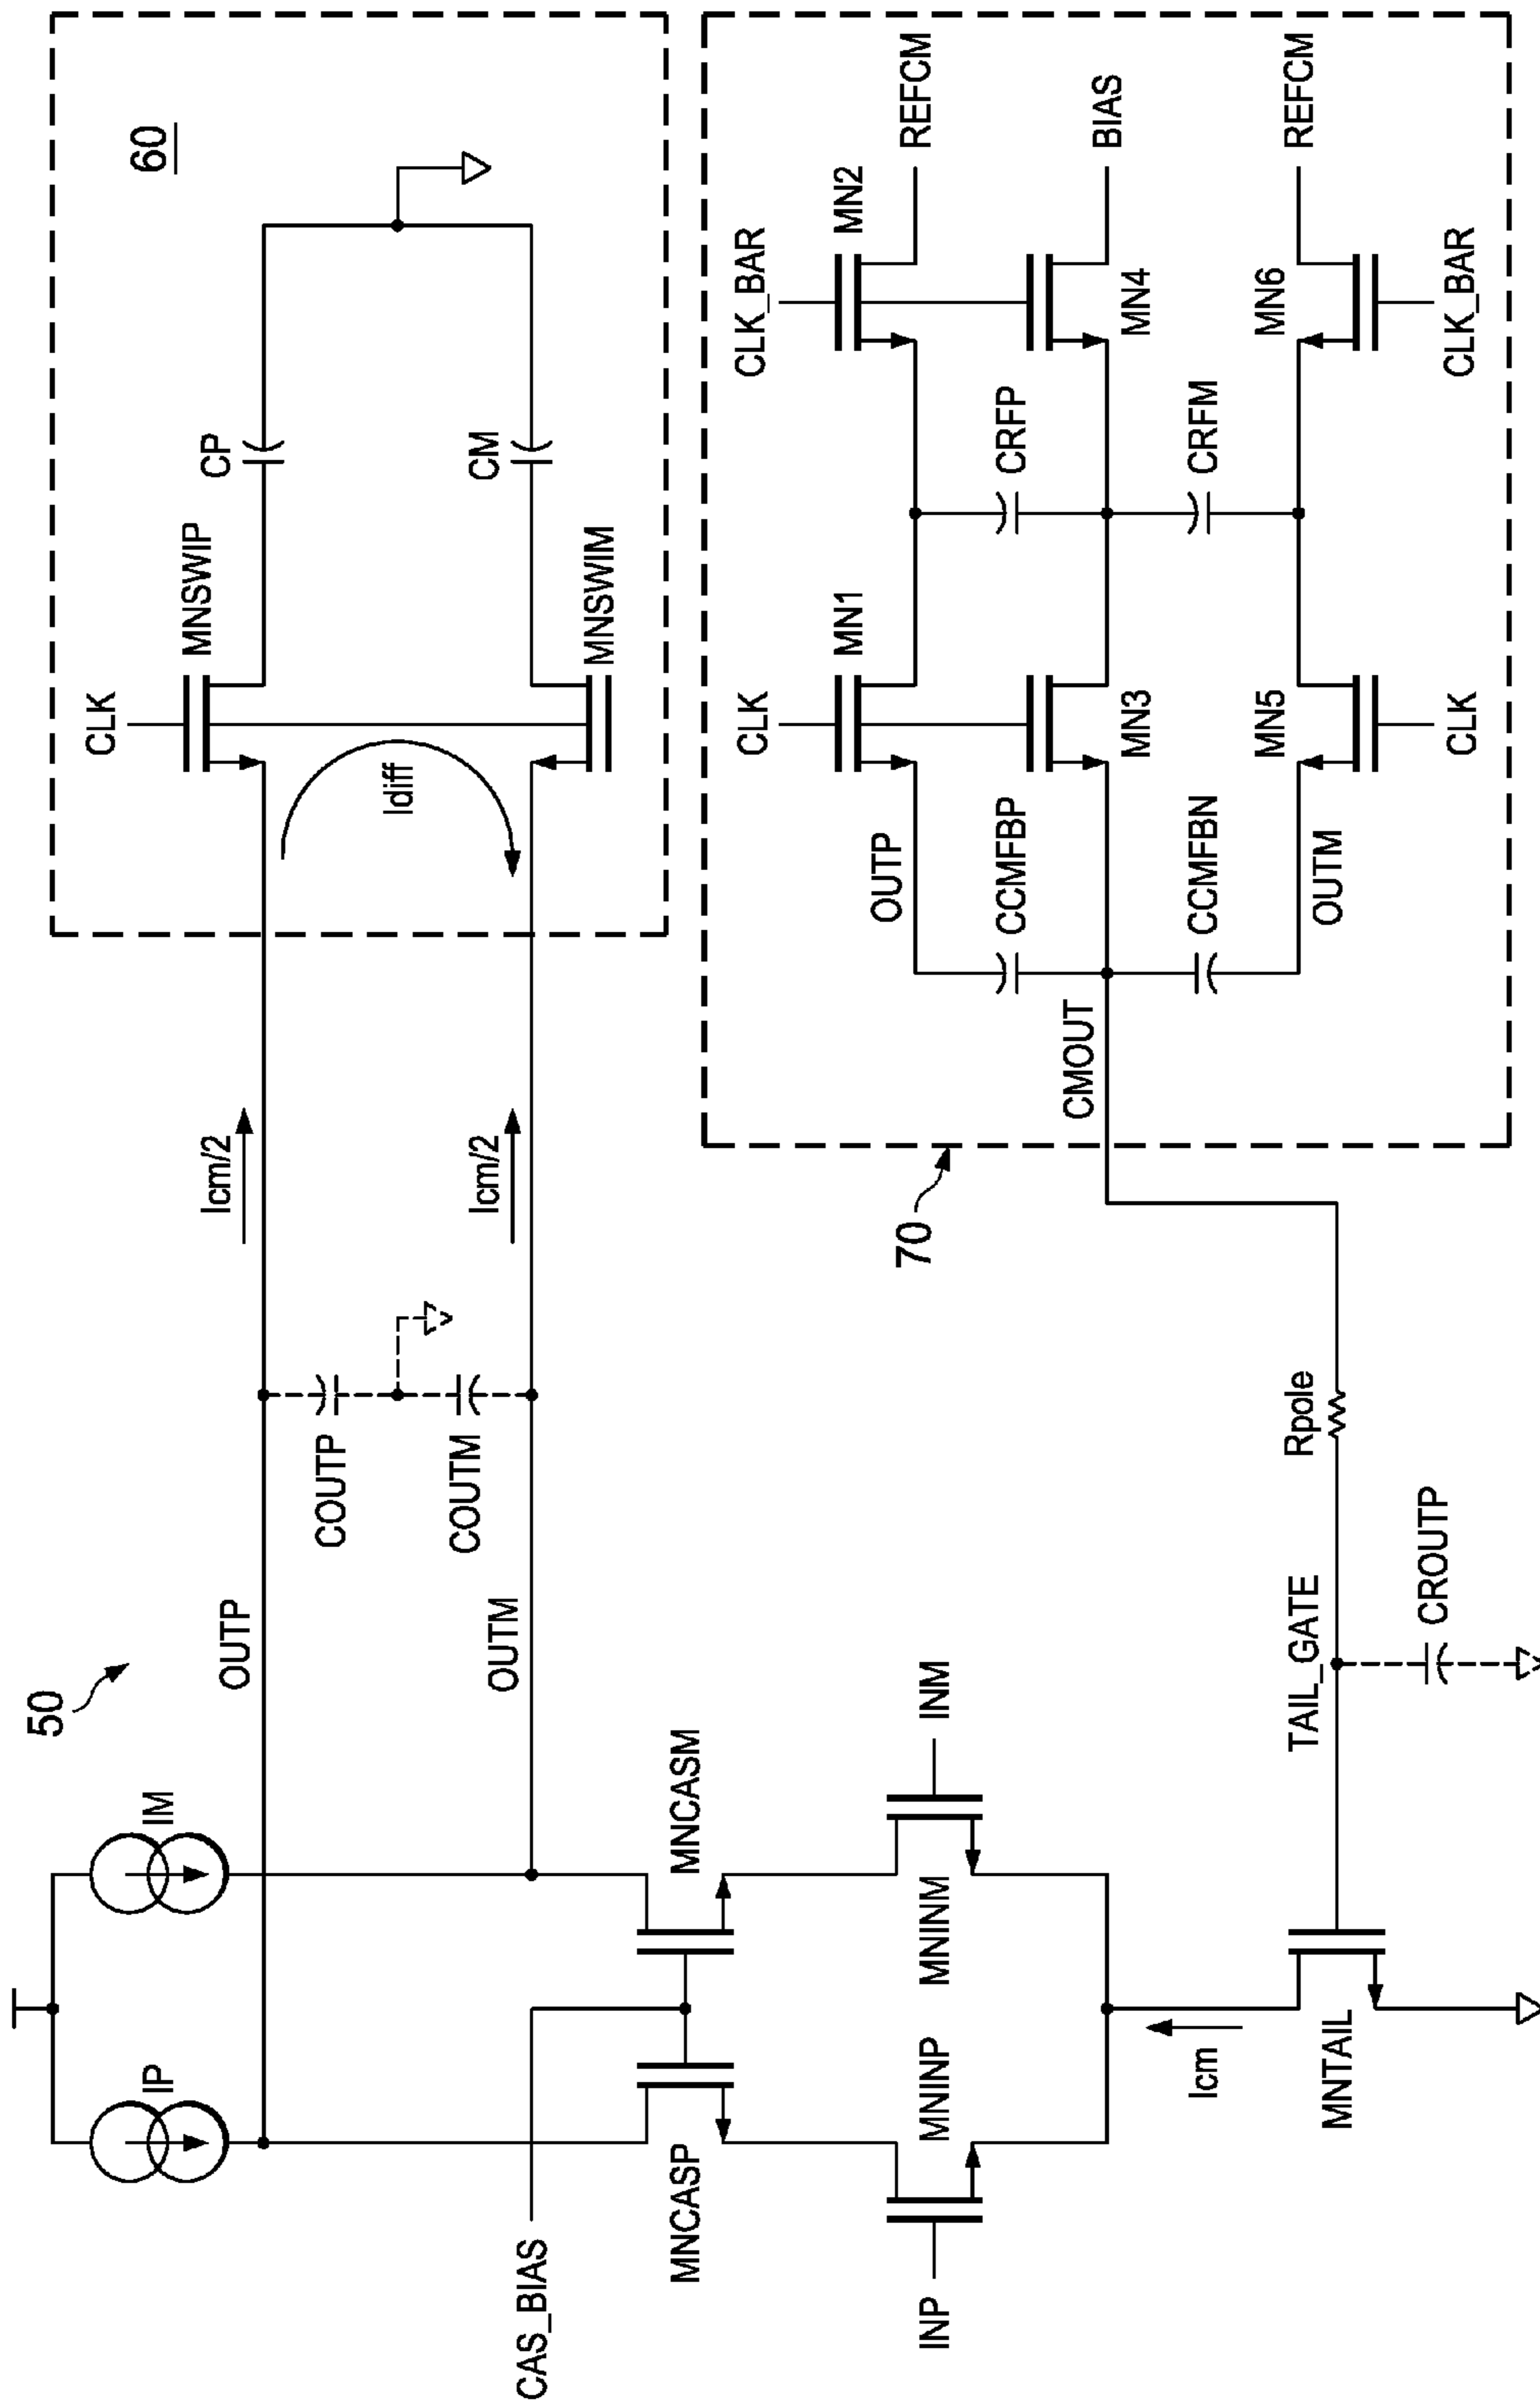 50
60
70
IP
IM
OUTP
OUTM
COUTP
COUTM
Icm/2
Icm/2
CLK
MNSWIP
CP
Idiff
MNSWIM
CM
CAS_BIAS
MNCASP
MNCASM
INP
MNINP
MNINM
INM
Icm
MNTAIL
TAIL_GATE
CROUTP
Rpole
CMOUT
CLK
MN1
CLK_BAR
MN2
REFCM
OUTP
CCMFBP
CRFP
MN3
MN4
BIAS
CCMFBN
CRFM
OUTM
MN5
MN6
REFCM
CLK
CLK_BAR